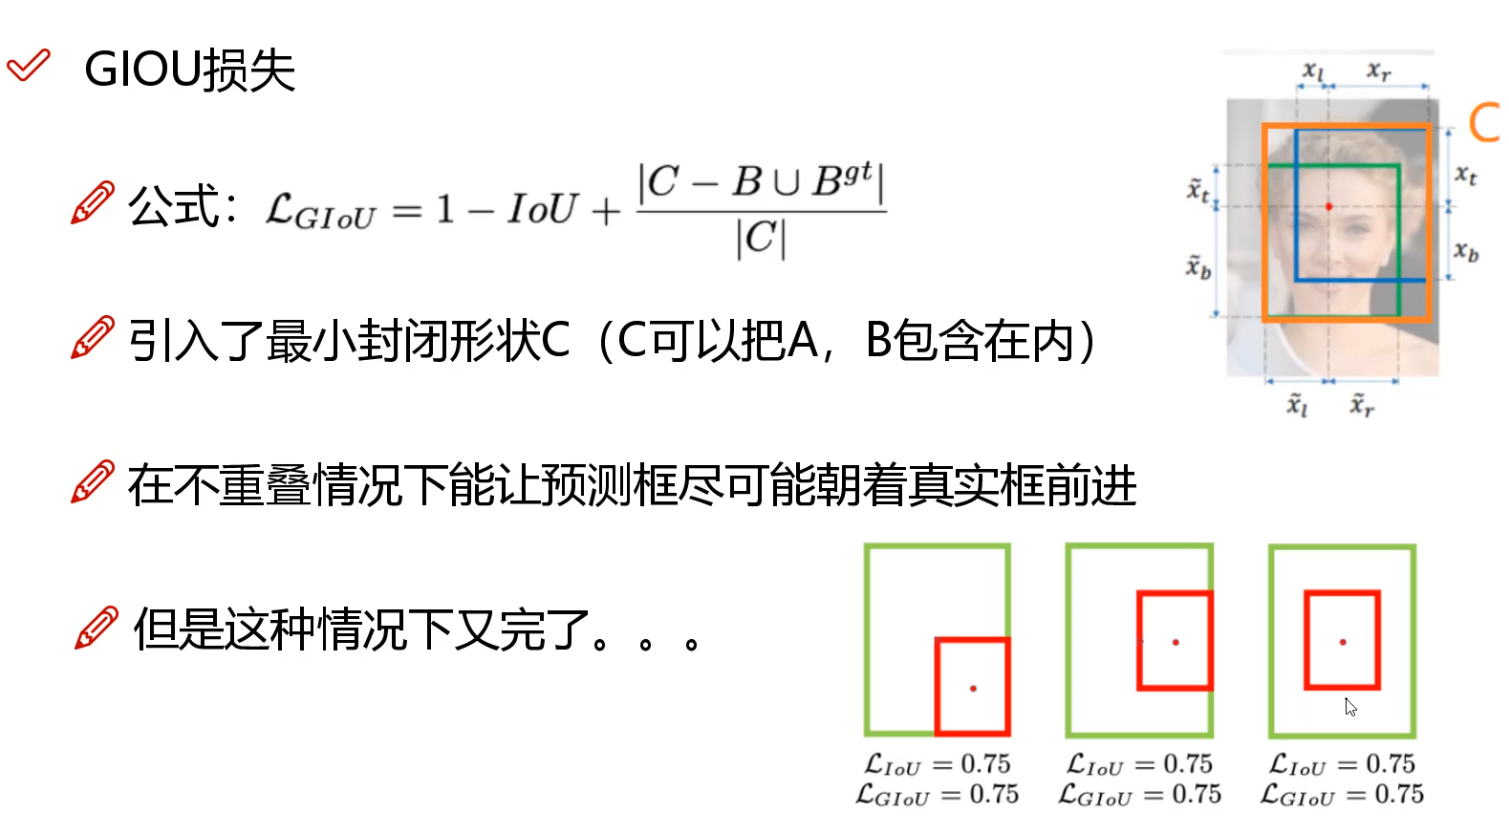 GIOU损失
公式：$\mathcal{L}_{GIoU} = 1 - IoU + \frac{|C - B \cup B^{gt}|}{|C|}$
引入了最小封闭形状C（C可以把A，B包含在内）
在不重叠情况下能让预测框尽可能朝着真实框前进
但是这种情况下又完了。。。
$x_l$ $x_r$
C
$\tilde{x}_t$ $x_t$
$\tilde{x}_b$ $x_b$
$\tilde{x}_l$ $\tilde{x}_r$
$\mathcal{L}_{IoU} = 0.75$ $\mathcal{L}_{IoU} = 0.75$ $\mathcal{L}_{IoU} = 0.75$
$\mathcal{L}_{GIoU} = 0.75$ $\mathcal{L}_{GIoU} = 0.75$ $\mathcal{L}_{GIoU} = 0.75$